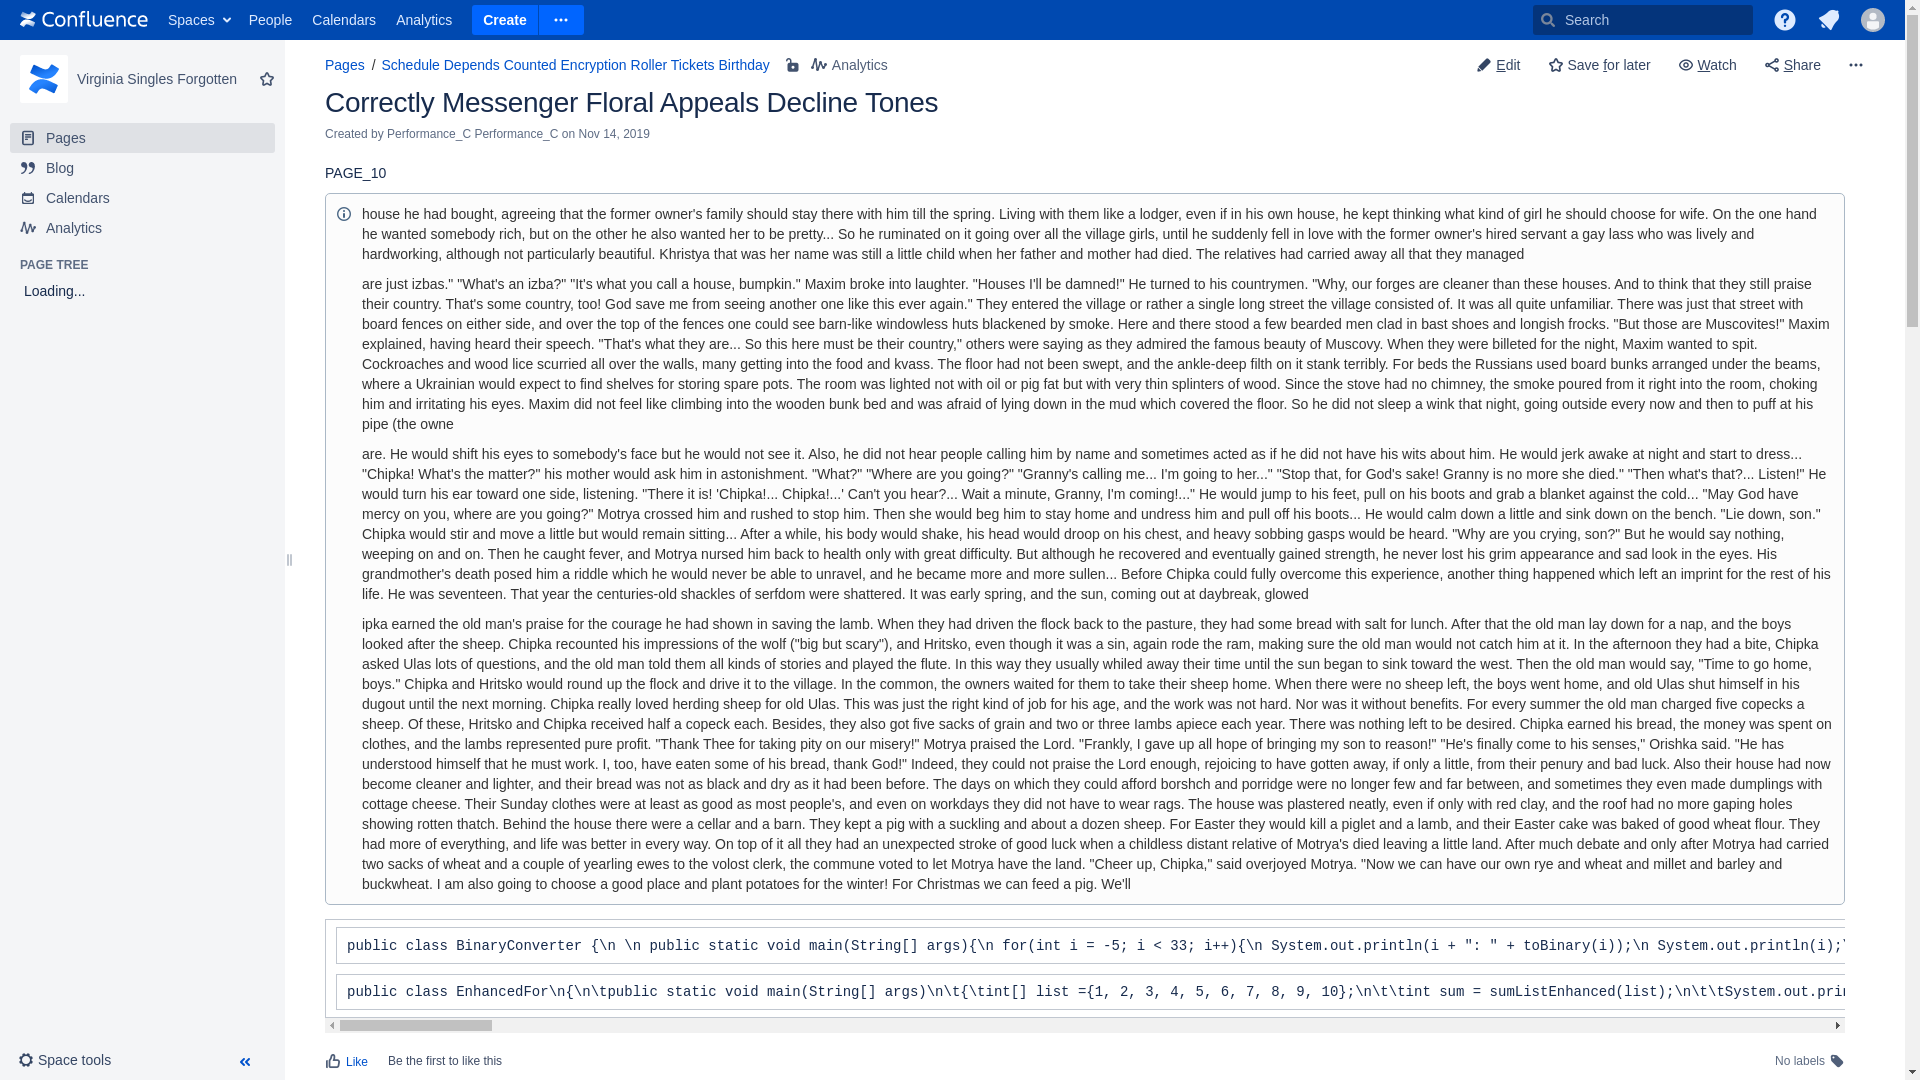 Confluence Spaces People Calendars Analytics Create Search
Virginia Singles Forgotten
Pages
Blog
Calendars
Analytics
PAGE TREE
Loading...
Space tools
Pages / Schedule Depends Counted Encryption Roller Tickets Birthday Analytics
Edit Save for later Watch Share
Correctly Messenger Floral Appeals Decline Tones
Created by Performance_C Performance_C on Nov 14, 2019
PAGE_10
house he had bought, agreeing that the former owner's family should stay there with him till the spring. Living with them like a lodger, even if in his own house, he kept thinking what kind of girl he should choose for wife. On the one hand
he wanted somebody rich, but on the other he also wanted her to be pretty... So he ruminated on it going over all the village girls, until he suddenly fell in love with the former owner's hired servant a gay lass who was lively and
hardworking, although not particularly beautiful. Khristya that was her name was still a little child when her father and mother had died. The relatives had carried away all that they managed
are just izbas." "What's an izba?" "It's what you call a house, bumpkin." Maxim broke into laughter. "Houses I'll be damned!" He turned to his countrymen. "Why, our forges are cleaner than these houses. And to think that they still praise
their country. That's some country, too! God save me from seeing another one like this ever again." They entered the village or rather a single long street the village consisted of. It was all quite unfamiliar. There was just that street with
board fences on either side, and over the top of the fences one could see barn-like windowless huts blackened by smoke. Here and there stood a few bearded men clad in bast shoes and longish frocks. "But those are Muscovites!" Maxim
explained, having heard their speech. "That's what they are... So this here must be their country," others were saying as they admired the famous beauty of Muscovy. When they were billeted for the night, Maxim wanted to spit.
Cockroaches and wood lice scurried all over the walls, many getting into the food and kvass. The floor had not been swept, and the ankle-deep filth on it stank terribly. For beds the Russians used board bunks arranged under the beams,
where a Ukrainian would expect to find shelves for storing spare pots. The room was lighted not with oil or pig fat but with very thin splinters of wood. Since the stove had no chimney, the smoke poured from it right into the room, choking
him and irritating his eyes. Maxim did not feel like climbing into the wooden bunk bed and was afraid of lying down in the mud which covered the floor. So he did not sleep a wink that night, going outside every now and then to puff at his
pipe (the owne
are. He would shift his eyes to somebody's face but he would not see it. Also, he did not hear people calling him by name and sometimes acted as if he did not have his wits about him. He would jerk awake at night and start to dress...
"Chipka! What's the matter?" his mother would ask him in astonishment. "What?" "Where are you going?" "Granny's calling me... I'm going to her..." "Stop that, for God's sake! Granny is no more she died." "Then what's that?... Listen!" He
would turn his ear toward one side, listening. "There it is! 'Chipka!... Chipka!...' Can't you hear?... Wait a minute, Granny, I'm coming!..." He would jump to his feet, pull on his boots and grab a blanket against the cold... "May God have
mercy on you, where are you going?" Motrya crossed him and rushed to stop him. Then she would beg him to stay home and undress him and pull off his boots... He would calm down a little and sink down on the bench. "Lie down, son."
Chipka would stir and move a little but would remain sitting... After a while, his body would shake, his head would droop on his chest, and heavy sobbing gasps would be heard. "Why are you crying, son?" But he would say nothing,
weeping on and on. Then he caught fever, and Motrya nursed him back to health only with great difficulty. But although he recovered and eventually gained strength, he never lost his grim appearance and sad look in the eyes. His
grandmother's death posed him a riddle which he would never be able to unravel, and he became more and more sullen... Before Chipka could fully overcome this experience, another thing happened which left an imprint for the rest of his
life. He was seventeen. That year the centuries-old shackles of serfdom were shattered. It was early spring, and the sun, coming out at daybreak, glowed
ipka earned the old man's praise for the courage he had shown in saving the lamb. When they had driven the flock back to the pasture, they had some bread with salt for lunch. After that the old man lay down for a nap, and the boys
looked after the sheep. Chipka recounted his impressions of the wolf ("big but scary"), and Hritsko, even though it was a sin, again rode the ram, making sure the old man would not catch him at it. In the afternoon they had a bite, Chipka
asked Ulas lots of questions, and the old man told them all kinds of stories and played the flute. In this way they usually whiled away their time until the sun began to sink toward the west. Then the old man would say, "Time to go home,
boys." Chipka and Hritsko would round up the flock and drive it to the village. In the common, the owners waited for them to take their sheep home. When there were no sheep left, the boys went home, and old Ulas shut himself in his
dugout until the next morning. Chipka really loved herding sheep for old Ulas. This was just the right kind of job for his age, and the work was not hard. Nor was it without benefits. For every summer the old man charged five copecks a
sheep. Of these, Hritsko and Chipka received half a copeck each. Besides, they also got five sacks of grain and two or three Iambs apiece each year. There was nothing left to be desired. Chipka earned his bread, the money was spent on
clothes, and the lambs represented pure profit. "Thank Thee for taking pity on our misery!" Motrya praised the Lord. "Frankly, I gave up all hope of bringing my son to reason!" "He's finally come to his senses," Orishka said. "He has
understood himself that he must work. I, too, have eaten some of his bread, thank God!" Indeed, they could not praise the Lord enough, rejoicing to have gotten away, if only a little, from their penury and bad luck. Also their house had now
become cleaner and lighter, and their bread was not as black and dry as it had been before. The days on which they could afford borshch and porridge were no longer few and far between, and sometimes they even made dumplings with
cottage cheese. Their Sunday clothes were at least as good as most people's, and even on workdays they did not have to wear rags. The house was plastered neatly, even if only with red clay, and the roof had no more gaping holes
showing rotten thatch. Behind the house there were a cellar and a barn. They kept a pig with a suckling and about a dozen sheep. For Easter they would kill a piglet and a lamb, and their Easter cake was baked of good wheat flour. They
had more of everything, and life was better in every way. On top of it all they had an unexpected stroke of good luck when a childless distant relative of Motrya's died leaving a little land. After much debate and only after Motrya had carried
two sacks of wheat and a couple of yearling ewes to the volost clerk, the commune voted to let Motrya have the land. "Cheer up, Chipka," said overjoyed Motrya. "Now we can have our own rye and wheat and millet and barley and
buckwheat. I am also going to choose a good place and plant potatoes for the winter! For Christmas we can feed a pig. We'll
public class BinaryConverter {\n \n public static void main(String[] args){\n for(int i = -5; i < 33; i++){\n System.out.println(i + ": " + toBinary(i));\n System.out.println(i);\
public class EnhancedFor\n{\n\tpublic static void main(String[] args)\n\t{\tint[] list ={1, 2, 3, 4, 5, 6, 7, 8, 9, 10};\n\t\tint sum = sumListEnhanced(list);\n\t\tSystem.out.prin
Like Be the first to like this No labels